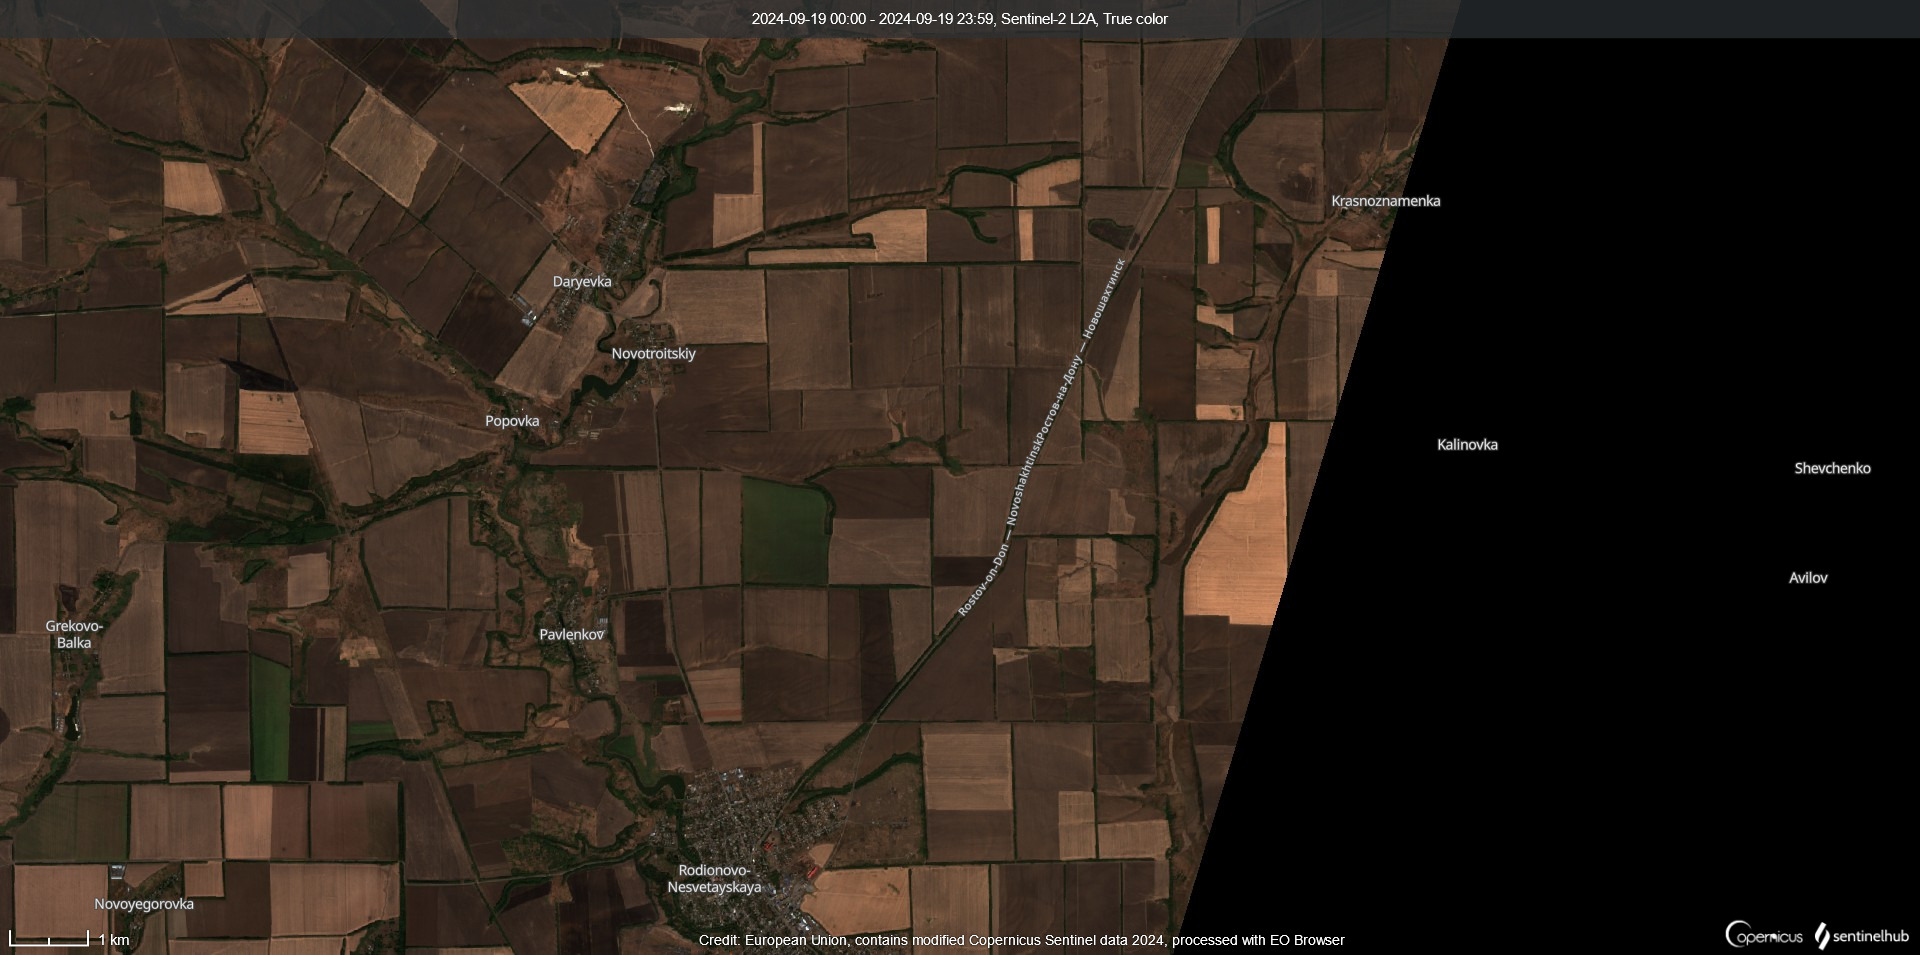 2024-09-19 00:00 - 2024-09-19 23:59, Sentinel-2 L2A, True color
Krasnoznamenka
Daryevka
Rostov-on-Don — NovoshakhtinskРостов-на-Дону — Новошахтинск
Novotroitskiy
Popovka
Kalinovka
Shevchenko
Avilov
Grekovo-
Balka
Pavlenkov
Rodionovo-
Nesvetayskaya
Novoyegorovka
1 km
Credit: European Union, contains modified Copernicus Sentinel data 2024, processed with EO Browser
Copernicus
sentinelhub